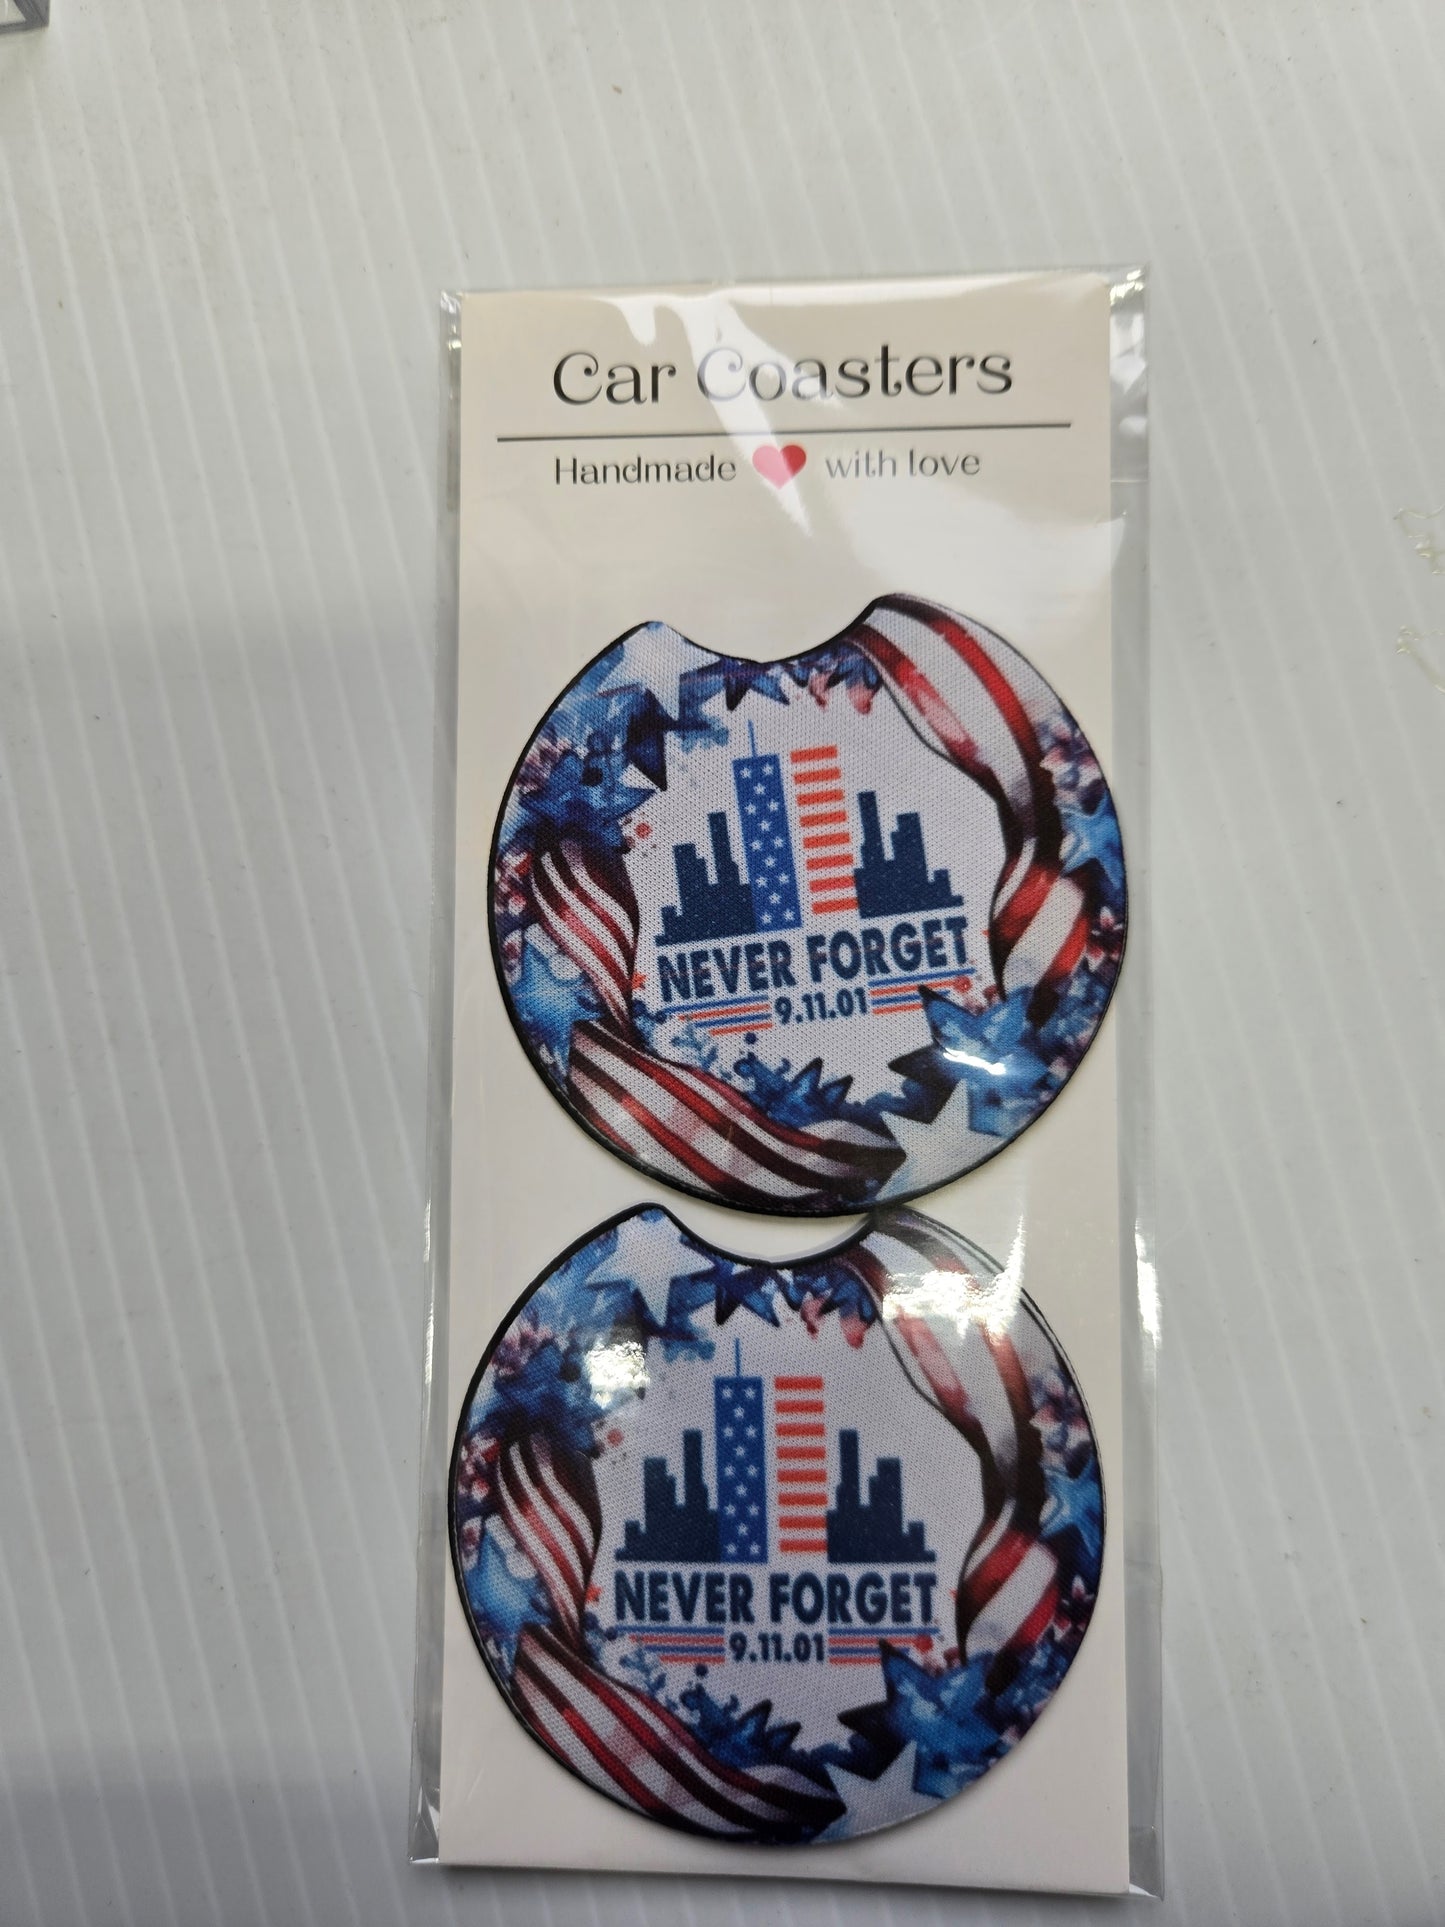 Car Coasters
Handmade ❤ with love
NEVER FORGET
9.11.01
NEVER FORGET
9.11.01